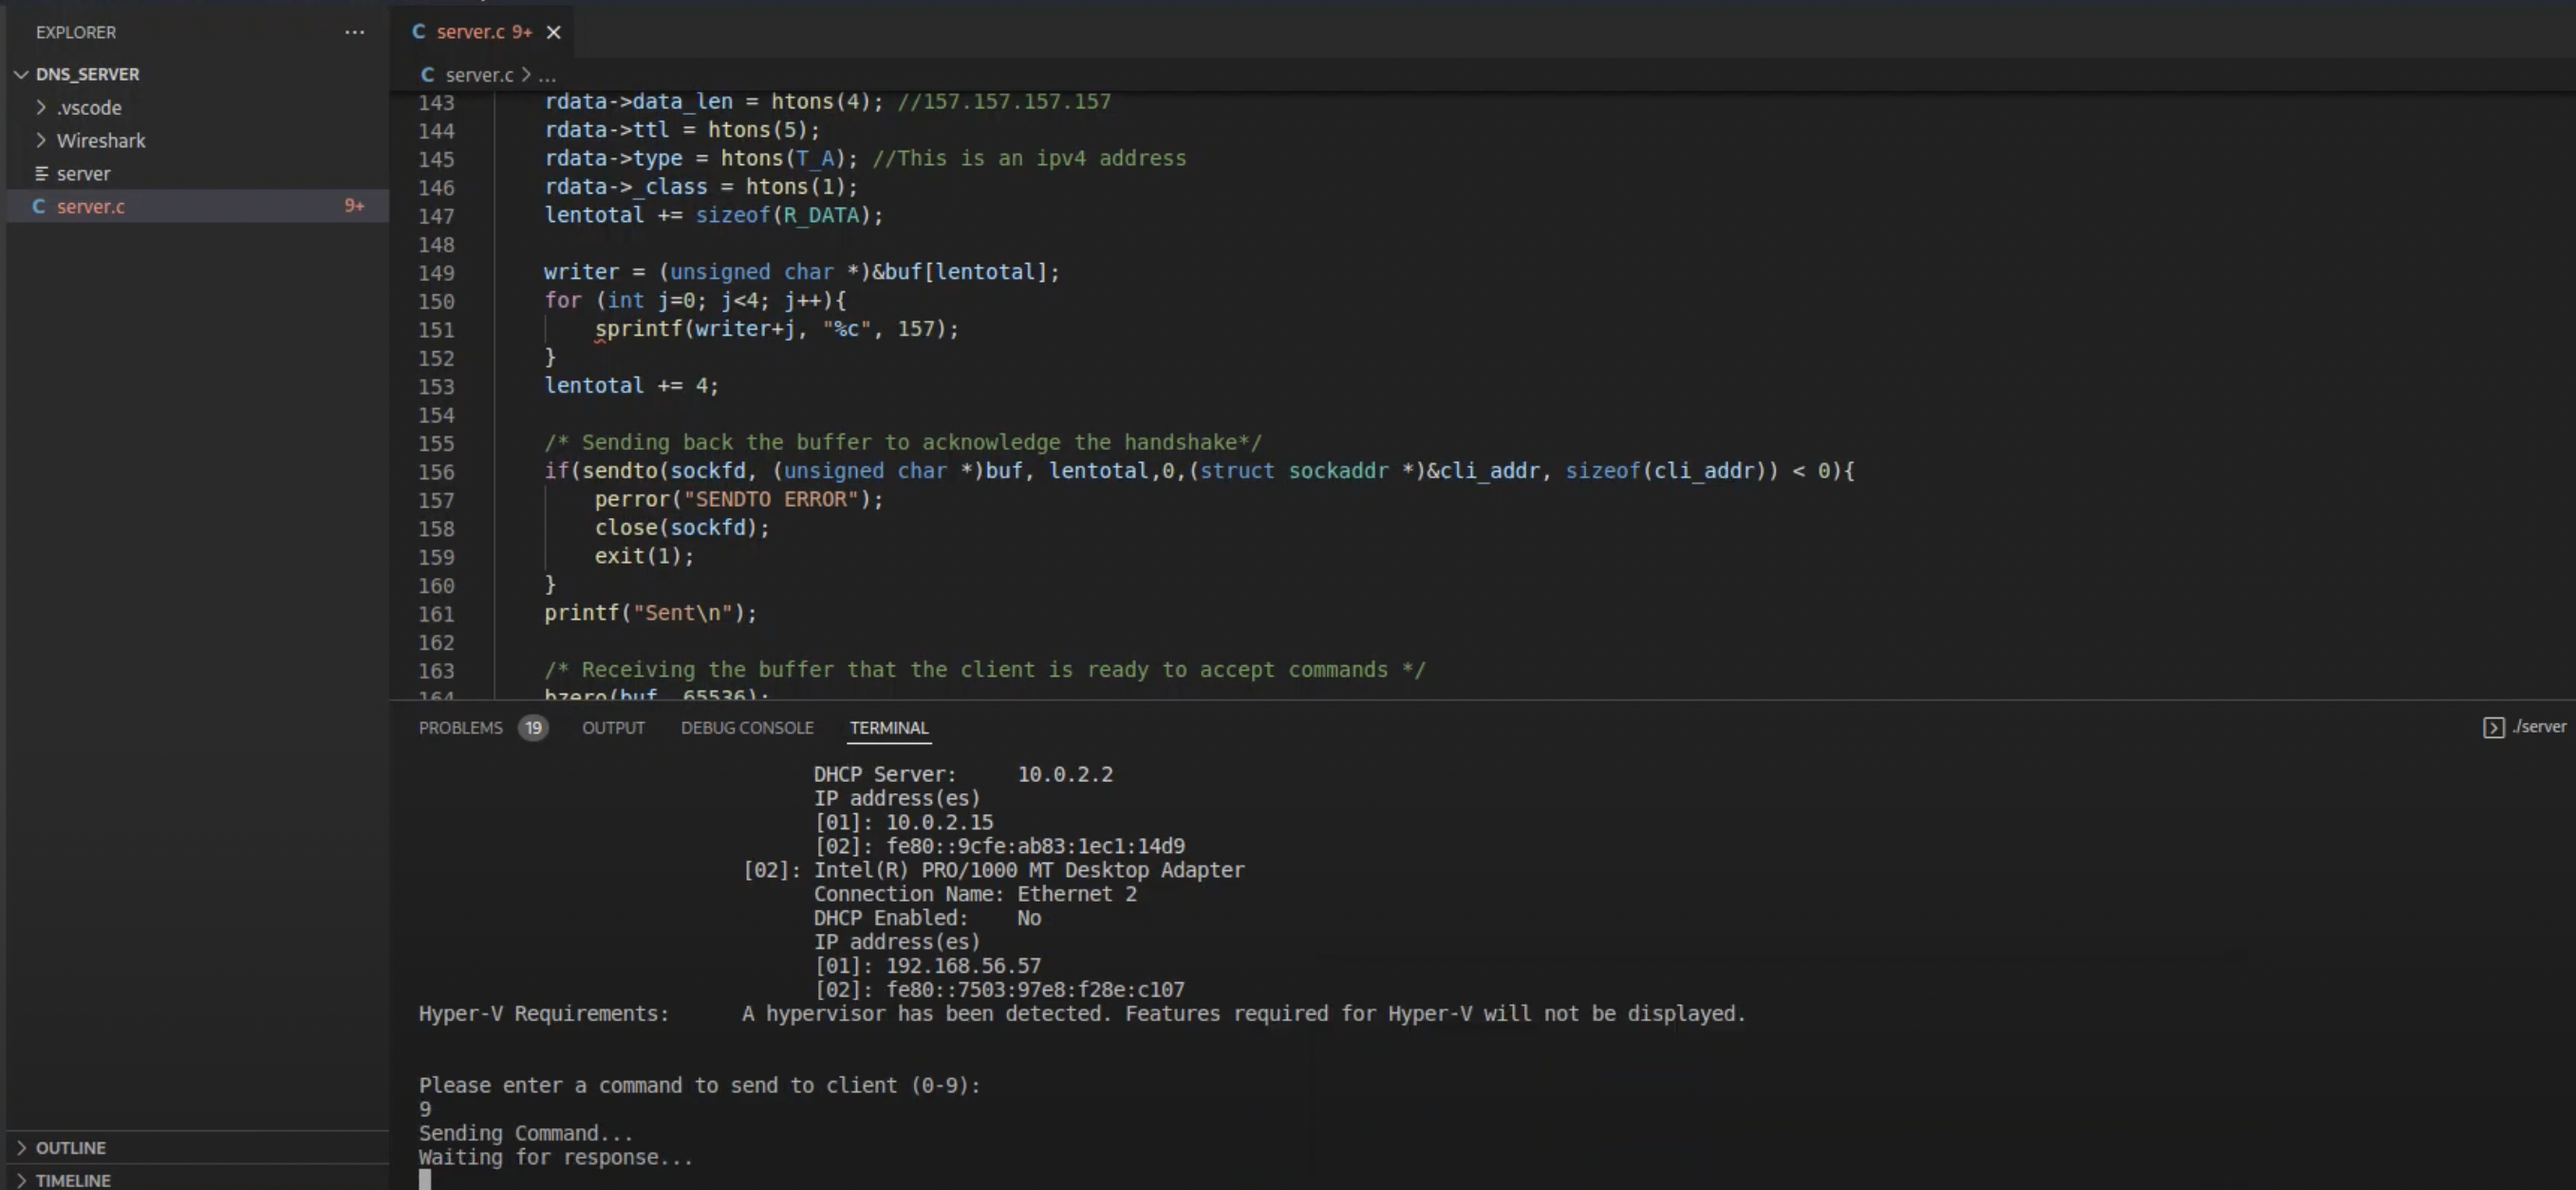 EXPLORER
...
DNS_SERVER
.vscode
Wireshark
server
C server.c 9+
OUTLINE
TIMELINE
C server.c 9+ ×
C server.c > ...
143 rdata->data_len = htons(4); //157.157.157.157
144 rdata->ttl = htons(5);
145 rdata->type = htons(T_A); //This is an ipv4 address
146 rdata->_class = htons(1);
147 lentotal += sizeof(R_DATA);
148
149 writer = (unsigned char *)&buf[lentotal];
150 for (int j=0; j<4; j++){
151 sprintf(writer+j, "%c", 157);
152 }
153 lentotal += 4;
154
155 /* Sending back the buffer to acknowledge the handshake*/
156 if(sendto(sockfd, (unsigned char *)buf, lentotal,0,(struct sockaddr *)&cli_addr, sizeof(cli_addr)) < 0){
157 perror("SENDTO ERROR");
158 close(sockfd);
159 exit(1);
160 }
161 printf("Sent\n");
162
163 /* Receiving the buffer that the client is ready to accept commands */
164 bzero(buf, 65536);
PROBLEMS 19 OUTPUT DEBUG CONSOLE TERMINAL ./server
DHCP Server: 10.0.2.2
IP address(es)
[01]: 10.0.2.15
[02]: fe80::9cfe:ab83:1ec1:14d9
[02]: Intel(R) PRO/1000 MT Desktop Adapter
Connection Name: Ethernet 2
DHCP Enabled: No
IP address(es)
[01]: 192.168.56.57
[02]: fe80::7503:97e8:f28e:c107
Hyper-V Requirements: A hypervisor has been detected. Features required for Hyper-V will not be displayed.
Please enter a command to send to client (0-9):
9
Sending Command...
Waiting for response...